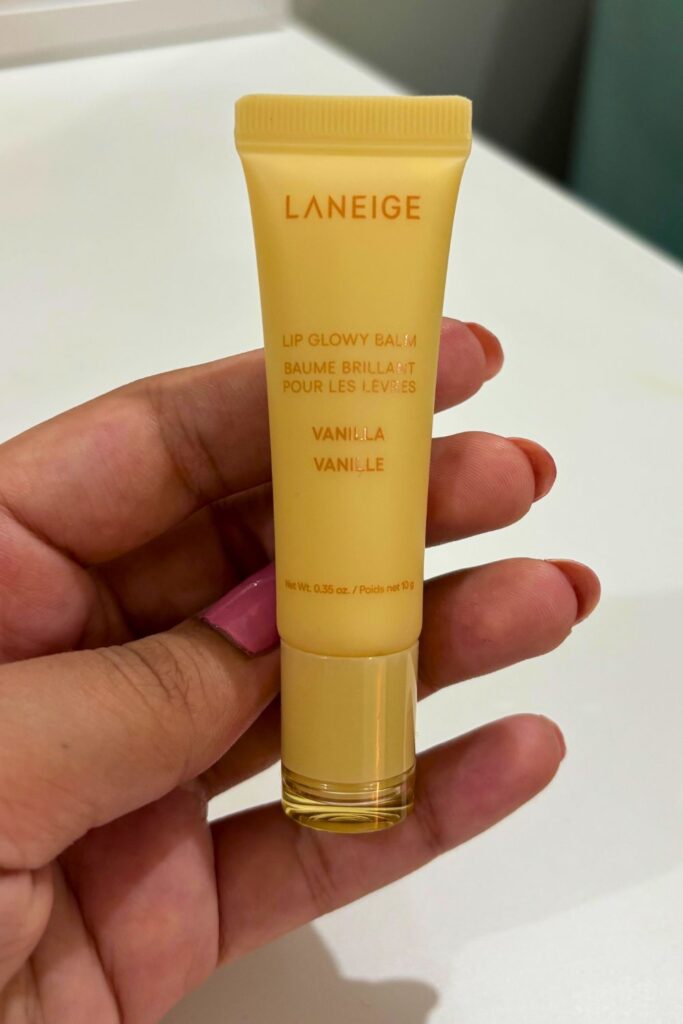 LANEIGE
LIP GLOWY BALM
BAUME BRILLANT
POUR LES LÈVRES
VANILLA
VANILLE
Net Wt. 0.35 oz. / Poids net 10 g